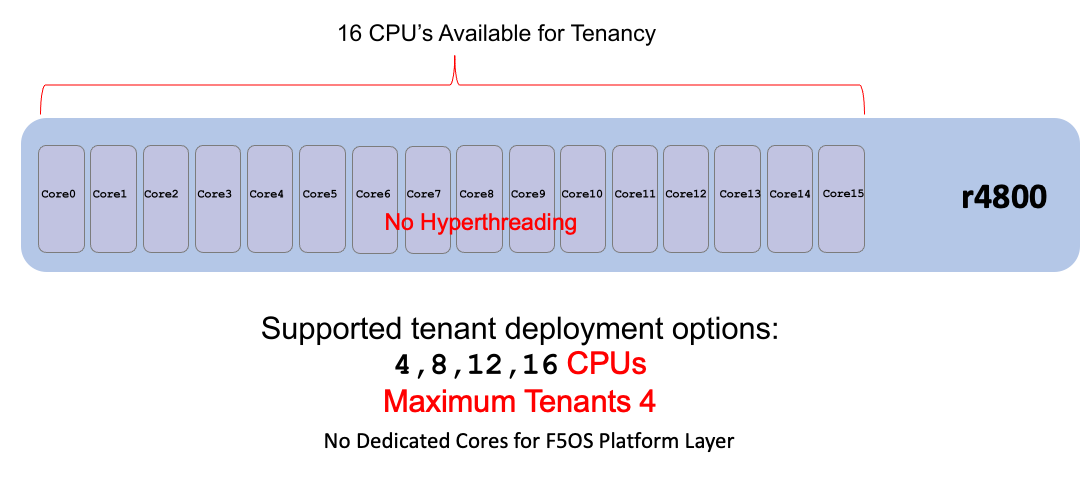 16 CPU's Available for Tenancy
Core0 Core1 Core2 Core3 Core4 Core5 Core6 Core7 Core8 Core9 Core10 Core11 Core12 Core13 Core14 Core15
r4800
No Hyperthreading
Supported tenant deployment options:
4,8,12,16 CPUs
Maximum Tenants 4
No Dedicated Cores for F5OS Platform Layer